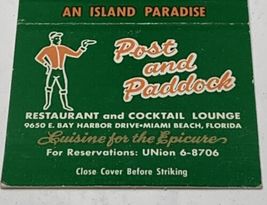 AN ISLAND PARADISE
Post
and
Paddock
RESTAURANT and COCKTAIL LOUNGE
9650 E. BAY HARBOR DRIVE•MIAMI BEACH, FLORIDA
Cuisine for the Epicure
For Reservations: UNion 6-8706
Close Cover Before Striking